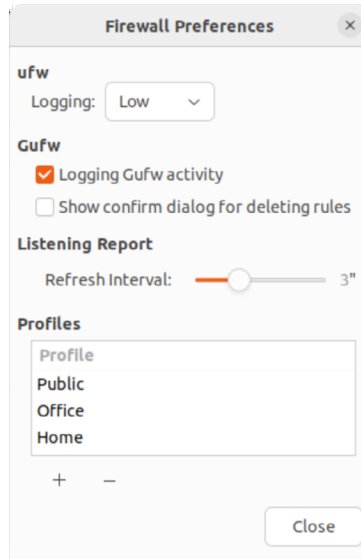 Firewall Preferences
ufw
Logging: Low
Gufw
Logging Gufw activity
Show confirm dialog for deleting rules
Listening Report
Refresh Interval: 3"
Profiles
Profile
Public
Office
Home
Close